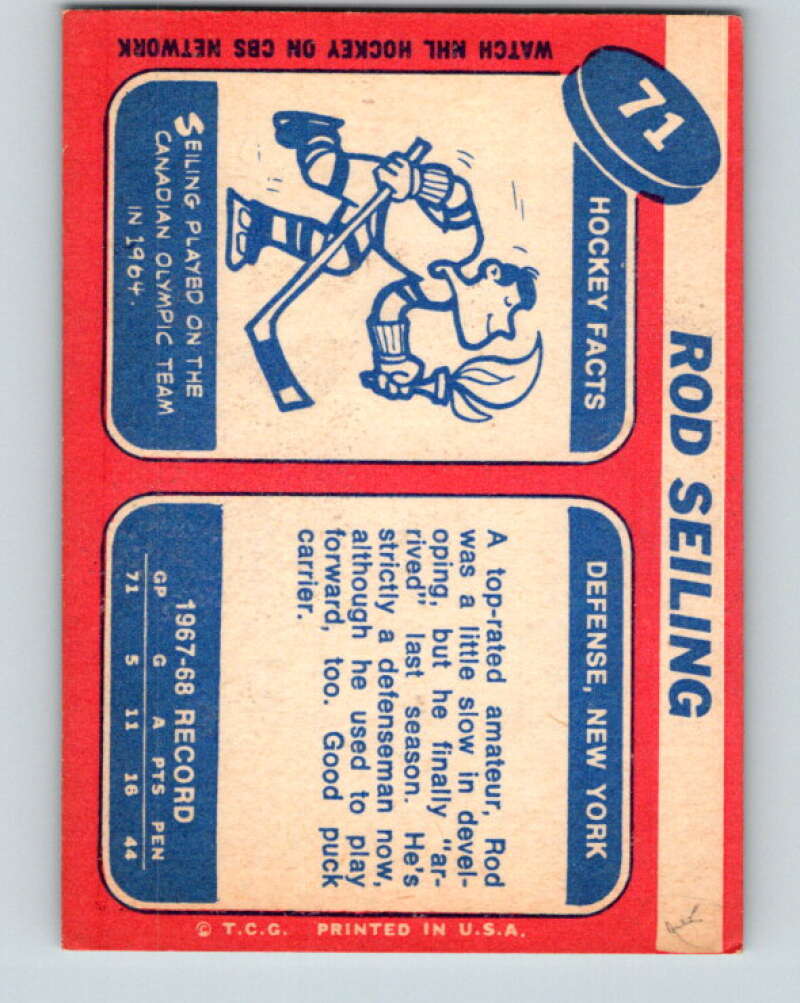 71
ROD SEILING
HOCKEY FACTS
SEILING PLAYED ON THE
CANADIAN OLYMPIC TEAM
IN 1964.
WATCH NHL HOCKEY ON CBS NETWORK
DEFENSE, NEW YORK
A top-rated amateur, Rod
was a little slow in devel-
oping, but he finally "ar-
rived" last season. He's
strictly a defenseman now,
although he used to play
forward, too. Good puck
carrier.
1967-68 RECORD
GP G A PTS PEN
71 5 11 16 44
© T.C.G. PRINTED IN U.S.A.